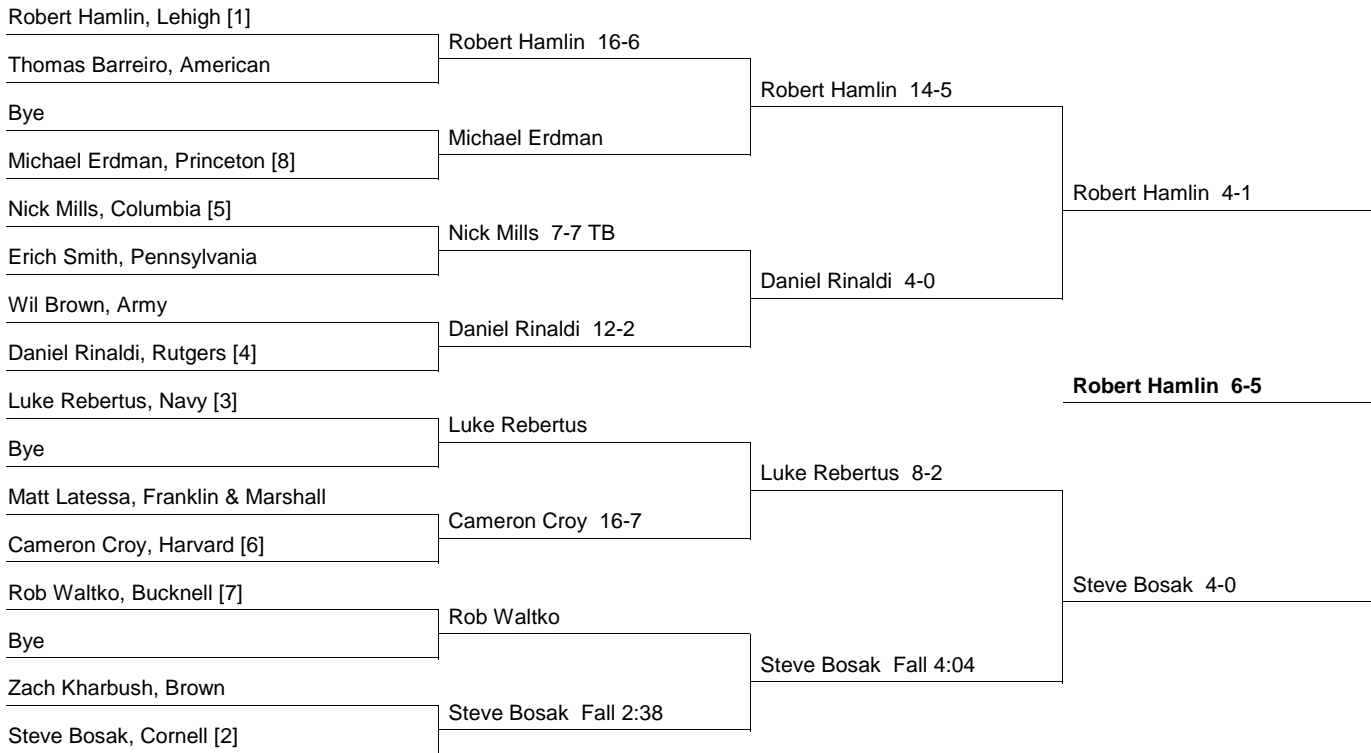 Robert Hamlin, Lehigh [1]
Robert Hamlin 16-6
Thomas Barreiro, American
Robert Hamlin 14-5
Bye
Michael Erdman
Michael Erdman, Princeton [8]
Robert Hamlin 4-1
Nick Mills, Columbia [5]
Nick Mills 7-7 TB
Erich Smith, Pennsylvania
Daniel Rinaldi 4-0
Wil Brown, Army
Daniel Rinaldi 12-2
Daniel Rinaldi, Rutgers [4]
Robert Hamlin 6-5
Luke Rebertus, Navy [3]
Luke Rebertus
Bye
Luke Rebertus 8-2
Matt Latessa, Franklin & Marshall
Cameron Croy 16-7
Cameron Croy, Harvard [6]
Steve Bosak 4-0
Rob Waltko, Bucknell [7]
Rob Waltko
Bye
Steve Bosak Fall 4:04
Zach Kharbush, Brown
Steve Bosak Fall 2:38
Steve Bosak, Cornell [2]